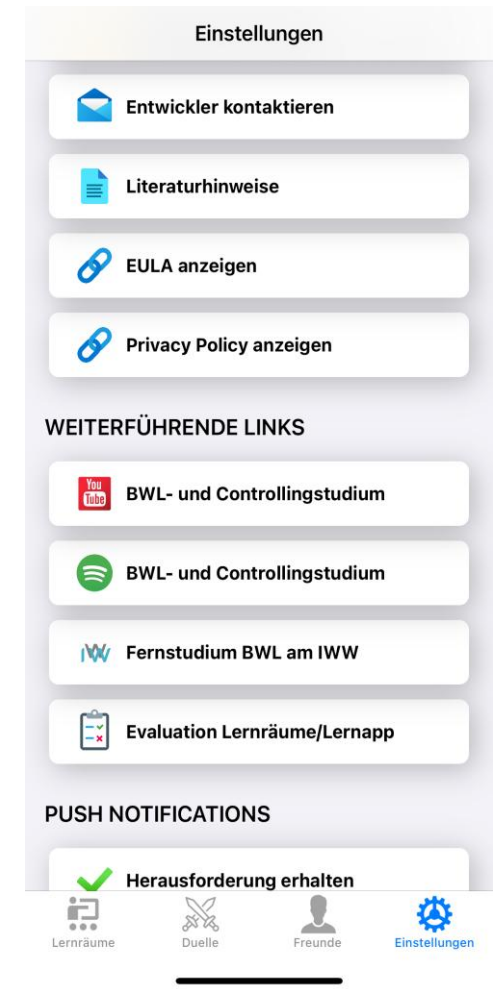 Einstellungen
Entwickler kontaktieren
Literaturhinweise
EULA anzeigen
Privacy Policy anzeigen
WEITERFÜHRENDE LINKS
You
Tube
BWL- und Controllingstudium
BWL- und Controllingstudium
IWW
Fernstudium BWL am IWW
Evaluation Lernräume/Lernapp
PUSH NOTIFICATIONS
Herausforderung erhalten
Lernräume
Duelle
Freunde
Einstellungen